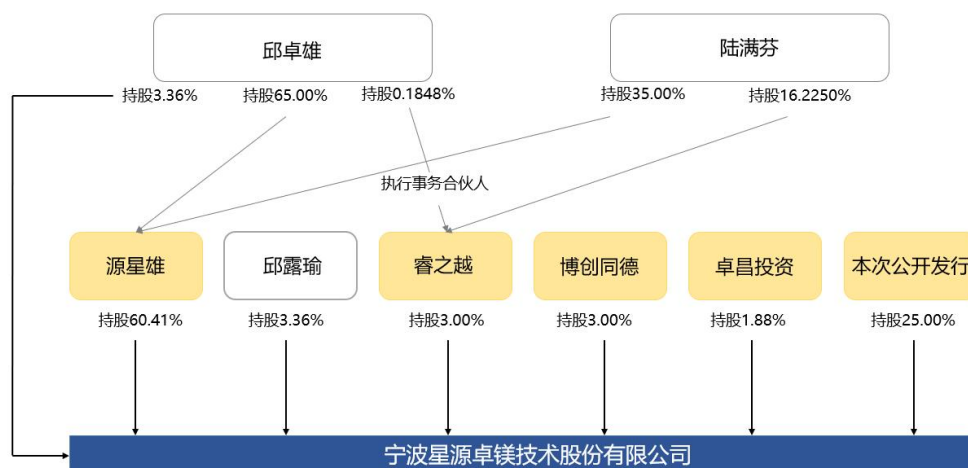 邱卓雄
陆满芬
持股3.36%
持股65.00%
持股0.1848%
持股35.00%
持股16.2250%
执行事务合伙人
源星雄
邱露瑜
睿之越
博创同德
卓昌投资
本次公开发行
持股60.41%
持股3.36%
持股3.00%
持股3.00%
持股1.88%
持股25.00%
宁波星源卓镁技术股份有限公司